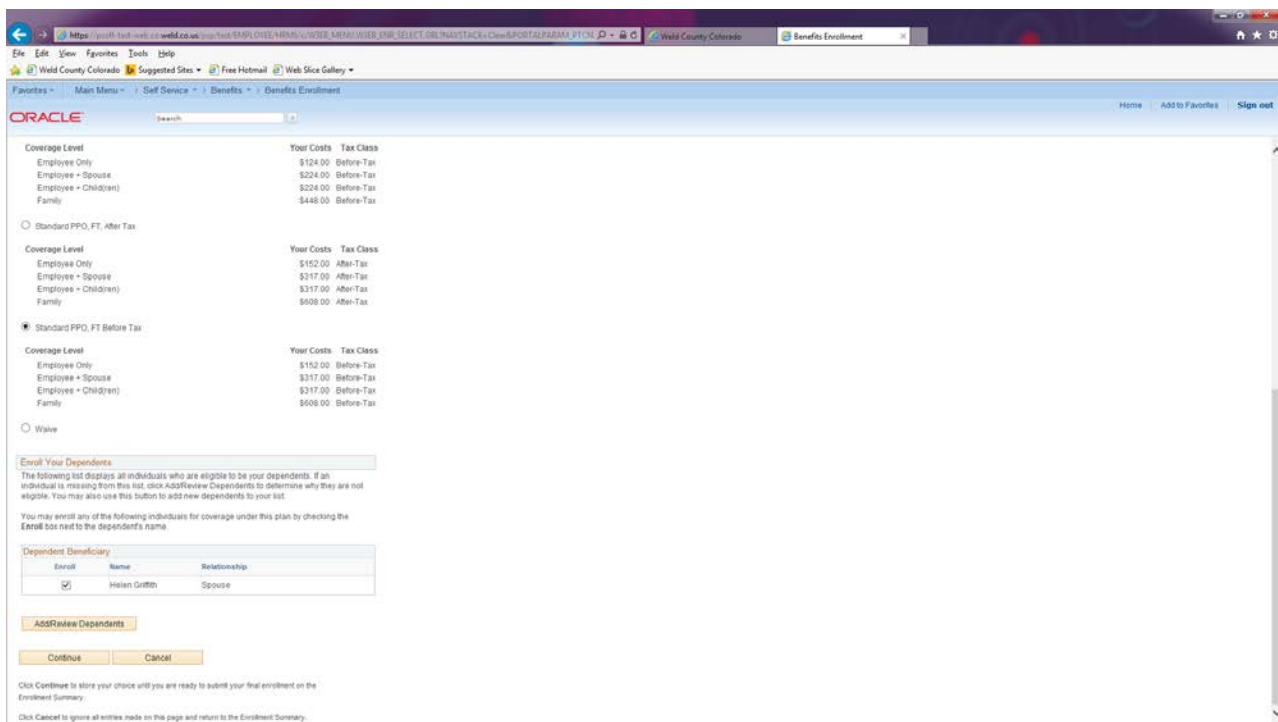 Weld County Colorado
Benefits Enrollment
File Edit View Favorites Tools Help
Weld County Colorado Suggested Sites Free Hotmail Web Slice Gallery
Favorites Main Menu Self Service Benefits Benefits Enrollment
Home Add to Favorites Sign out
ORACLE Search
Coverage Level Your Costs Tax Class
Employee Only $124.00 Before-Tax
Employee + Spouse $224.00 Before-Tax
Employee + Child(ren) $224.00 Before-Tax
Family $448.00 Before-Tax
Standard PPO, FT, After Tax
Coverage Level Your Costs Tax Class
Employee Only $152.00 After-Tax
Employee + Spouse $317.00 After-Tax
Employee + Child(ren) $317.00 After-Tax
Family $608.00 After-Tax
Standard PPO, FT Before Tax
Coverage Level Your Costs Tax Class
Employee Only $152.00 Before-Tax
Employee + Spouse $317.00 Before-Tax
Employee + Child(ren) $317.00 Before-Tax
Family $608.00 Before-Tax
Waive
Enroll Your Dependents
The following list displays all individuals who are eligible to be your dependents. If an
individual is missing from this list, click Add/Review Dependents to determine why they are not
eligible. You may also use this button to add new dependents to your list.
You may enroll any of the following individuals for coverage under this plan by checking the
Enroll box next to the dependent's name.
Dependent Beneficiary
Enroll Name Relationship
Helen Griffith Spouse
Add/Review Dependents
Continue Cancel
Click Continue to store your choice until you are ready to submit your final enrollment on the
Enrollment Summary.
Click Cancel to ignore all entries made on this page and return to the Enrollment Summary.